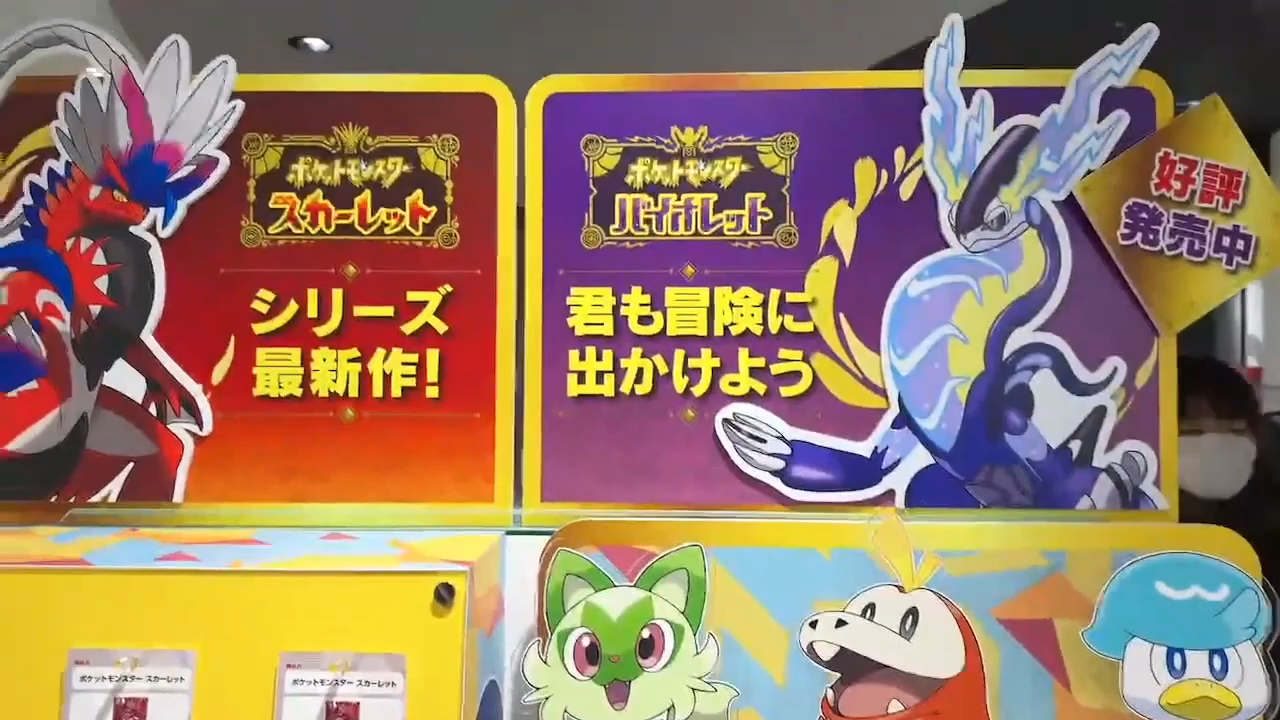 ポケットモンスター
スカーレット
シリーズ
最新作!
ポケットモンスター
バイオレット
君も冒険に
出かけよう
好評
発売中
ポケットモンスター スカーレット
ポケットモンスター スカーレット